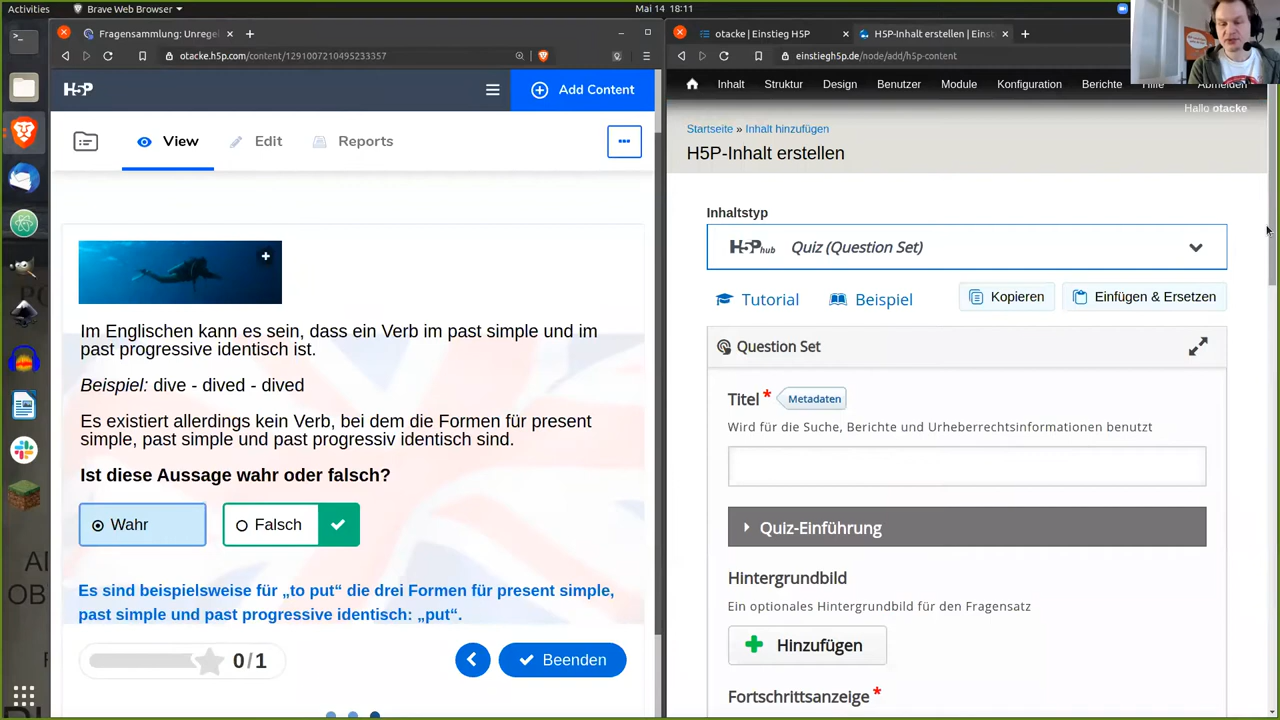 Activities
Brave Web Browser
Mai 14 18:11
Fragensammlung: Unrege
otacke.h5p.com/content/1291007210495233357
H5P
Add Content
View
Edit
Reports
Im Englischen kann es sein, dass ein Verb im past simple und im
past progressive identisch ist.
Beispiel: dive - dived - dived
Es existiert allerdings kein Verb, bei dem die Formen für present
simple, past simple und past progressiv identisch sind.
Ist diese Aussage wahr oder falsch?
Wahr
Falsch
Es sind beispielsweise für „to put“ die drei Formen für present simple,
past simple und past progressive identisch: „put“.
0/1
Beenden
otacke | Einstieg H5P
H5P-Inhalt erstellen | Einst
einstiegh5p.de/node/add/h5p-content
Inhalt
Struktur
Design
Benutzer
Module
Konfiguration
Berichte
Hilfe
Abmelden
Hallo otacke
Startseite » Inhalt hinzufügen
H5P-Inhalt erstellen
Inhaltstyp
H5P hub
Quiz (Question Set)
Tutorial
Beispiel
Kopieren
Einfügen & Ersetzen
Question Set
Titel *
Metadaten
Wird für die Suche, Berichte und Urheberrechtsinformationen benutzt
Quiz-Einführung
Hintergrundbild
Ein optionales Hintergrundbild für den Fragensatz
Hinzufügen
Fortschrittsanzeige *